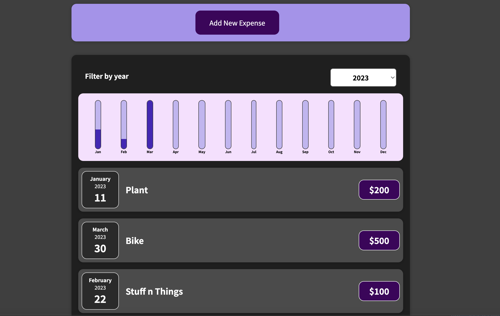 Add New Expense
Filter by year
2023
Jan Feb Mar Apr May Jun Jul Aug Sep Oct Nov Dec
January
2023
11
Plant
$200
March
2023
30
Bike
$500
February
2023
22
Stuff n Things
$100